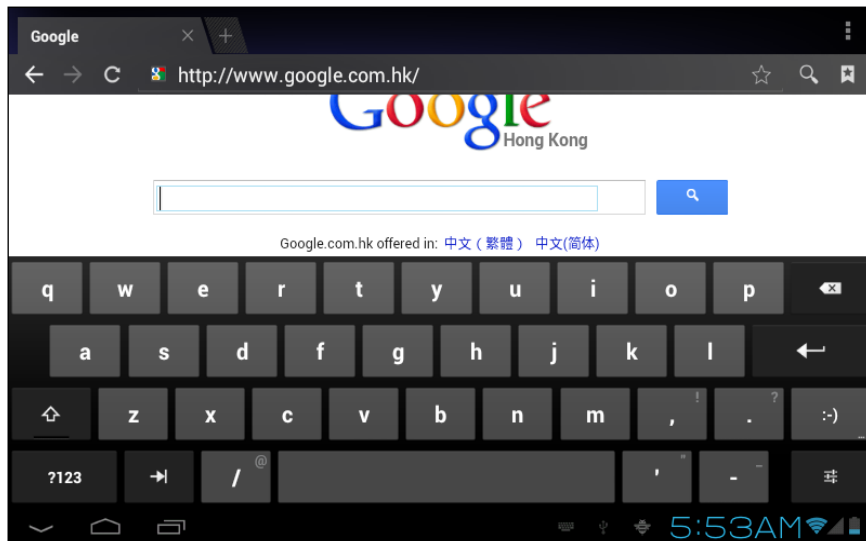 Google
http://www.google.com.hk/
Google
Hong Kong
Google.com.hk offered in: 中文（繁體） 中文(简体)
q w e r t y u i o p
a s d f g h j k l
! ?
z x c v b n m , . :-)
@ " _
?123 / ' -
5:53AM